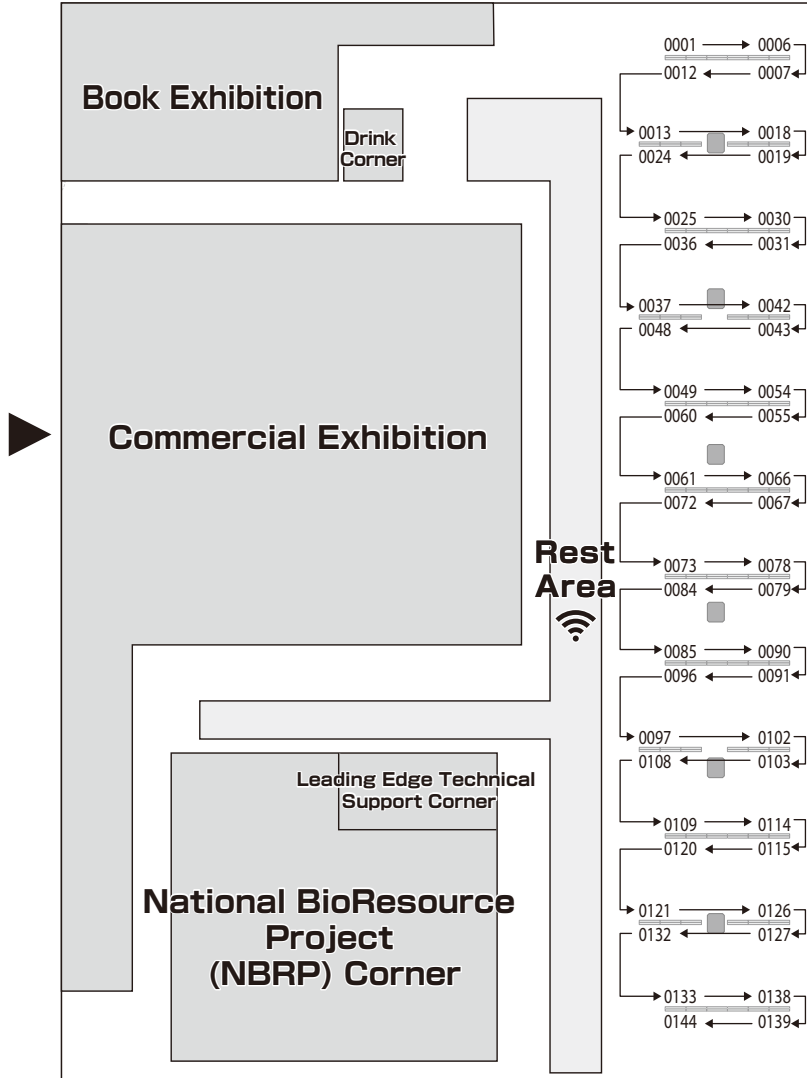 Book Exhibition
Drink
Corner
Commercial Exhibition
Rest
Area
Leading Edge Technical
Support Corner
National BioResource
Project
(NBRP) Corner
0001 0006
0012 0007
0013 0018
0024 0019
0025 0030
0036 0031
0037 0042
0048 0043
0049 0054
0060 0055
0061 0066
0072 0067
0073 0078
0084 0079
0085 0090
0096 0091
0097 0102
0108 0103
0109 0114
0120 0115
0121 0126
0132 0127
0133 0138
0144 0139